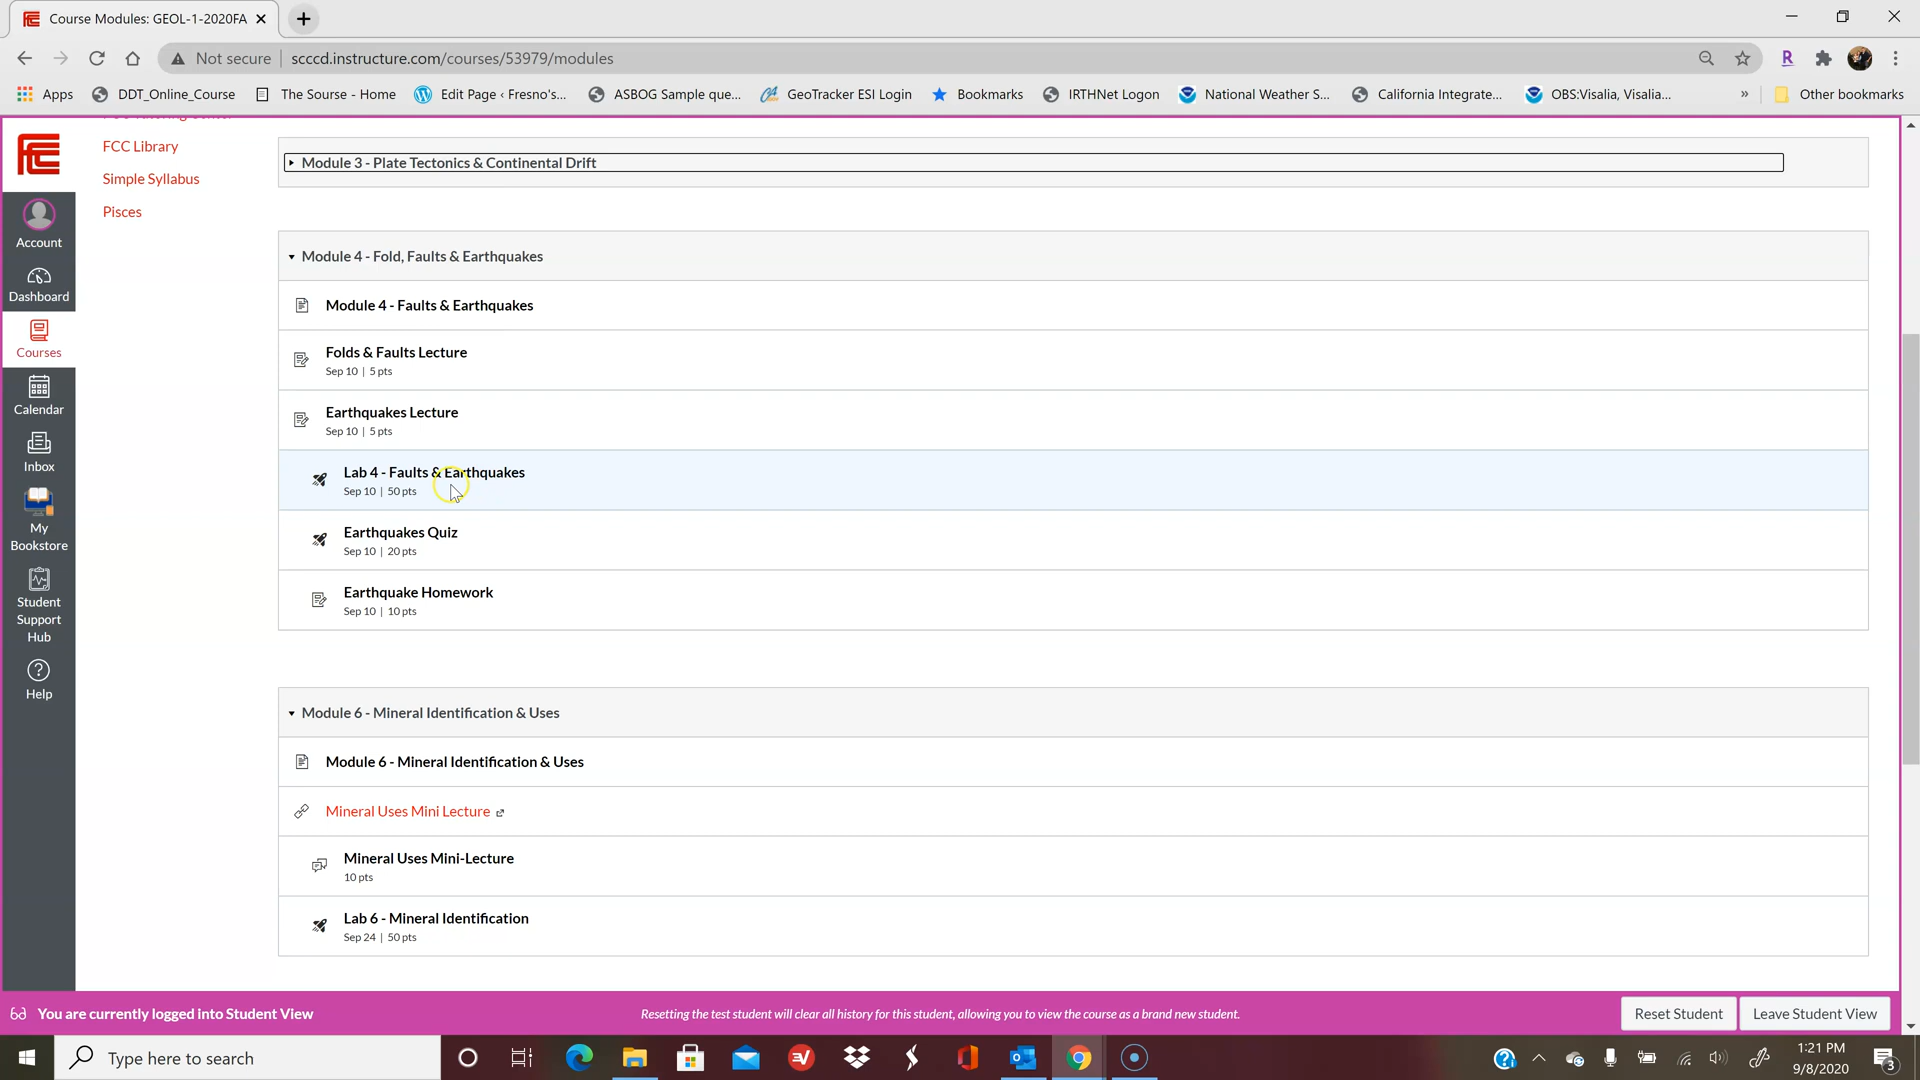 Course Modules: GEOL-1-2020FA
Not secure
scccd.instructure.com/courses/53979/modules
R
Apps
DDT_Online_Course
The Sourse - Home
Edit Page ‹ Fresno's...
ASBOG Sample que...
GeoTracker ESI Login
Bookmarks
IRTHNet Logon
National Weather S...
California Integrate...
OBS:Visalia, Visalia...
»
Other bookmarks
FCC Library
Simple Syllabus
Pisces
Account
Dashboard
Courses
Calendar
Inbox
My
Bookstore
Student
Support
Hub
Help
Module 3 - Plate Tectonics & Continental Drift
Module 4 - Fold, Faults & Earthquakes
Module 4 - Faults & Earthquakes
Folds & Faults Lecture
Sep 10 | 5 pts
Earthquakes Lecture
Sep 10 | 5 pts
Lab 4 - Faults & Earthquakes
Sep 10 | 50 pts
Earthquakes Quiz
Sep 10 | 20 pts
Earthquake Homework
Sep 10 | 10 pts
Module 6 - Mineral Identification & Uses
Module 6 - Mineral Identification & Uses
Mineral Uses Mini Lecture
Mineral Uses Mini-Lecture
10 pts
Lab 6 - Mineral Identification
Sep 24 | 50 pts
You are currently logged into Student View
Resetting the test student will clear all history for this student, allowing you to view the course as a brand new student.
Reset Student
Leave Student View
Type here to search
1:21 PM
9/8/2020
3